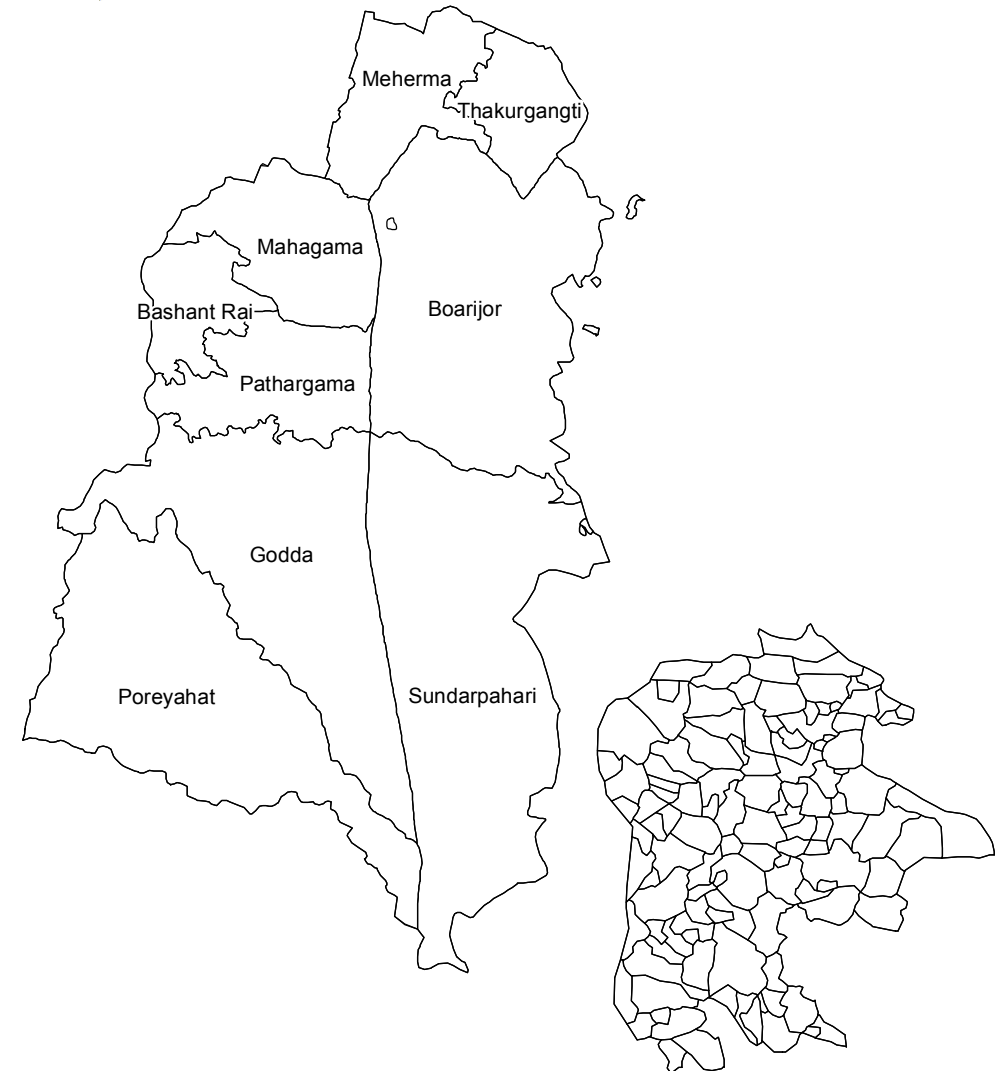 Meherma
Thakurgangti
Mahagama
Boarijor
Bashant Rai
Pathargama
Godda
Poreyahat
Sundarpahari